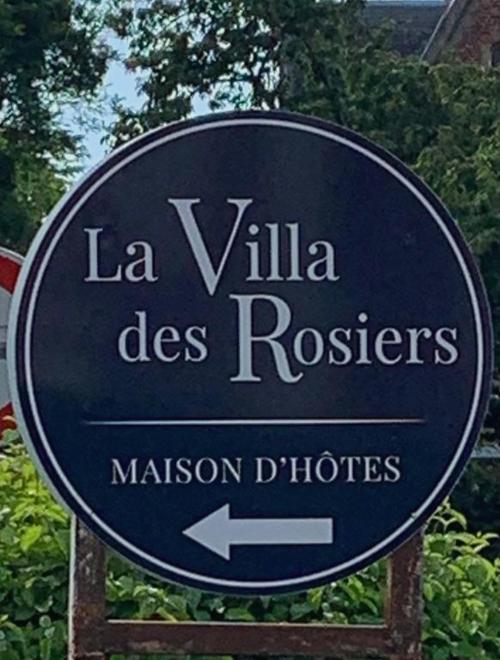 La Villa
des Rosiers
MAISON D'HÔTES